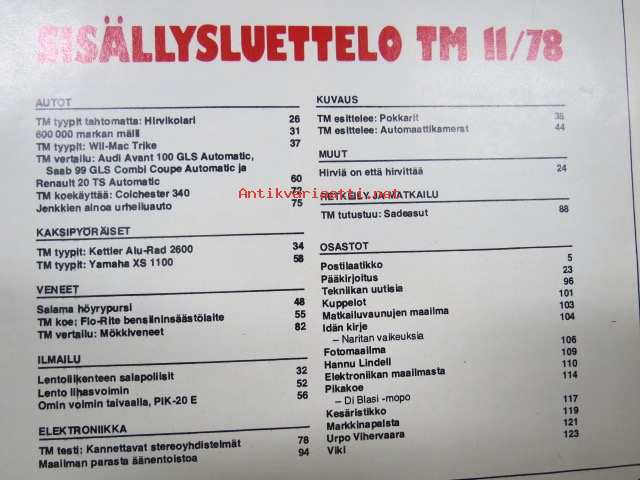 SISÄLLYSLUETTELO TM 11/78
AUTOT
TM tyypit tahtomatta: Hirvikolari 26
600 000 markan mälli 31
TM tyypit: Wil-Mac Trike 37
TM vertailu: Audi Avant 100 GLS Automatic,
Saab 99 GLS Combi Coupe Automatic ja
Renault 20 TS Automatic 60
TM koekäyttää: Colchester 340 72
Jenkkien ainoa urheiluauto 75
KAKSIPYÖRÄISET
TM tyypit: Kettler Alu-Rad 2600 34
TM tyypit: Yamaha XS 1100 58
VENEET
Salama höyrypursi 48
TM koe: Flo-Rite bensiininsäästölaite 55
TM vertailu: Mökkiveneet 82
ILMAILU
Lentoliikenteen salapoliisit 32
Lento lihasvoimin 52
Omin voimin taivaalla, PIK-20 E 56
ELEKTRONIIKKA
TM testi: Kannettavat stereoyhdistelmät 78
Maailman parasta äänentoistoa 94
KUVAUS
TM esittelee: Pokkarit 38
TM esittelee: Automaattikamerat 44
MUUT
Hirviä on että hirvittää 24
Antikvariaatti.net
RETKEILY JA MATKAILU
TM tutustuu: Sadeasut 88
OSASTOT
Postilaatikko 5
Pääkirjoitus 23
Tekniikan uutisia 96
Kuppelot 101
Matkailuvaunujen maailma 103
Idän kirje 104
– Naritan vaikeuksia
Fotomaailma 106
Hannu Lindell 109
Elektroniikan maailmasta 110
Pikakoe 114
– Di Blasi -mopo
Kesäristikko 117
Markkinapalsta 119
Urpo Vihervaara 121
Viki 123